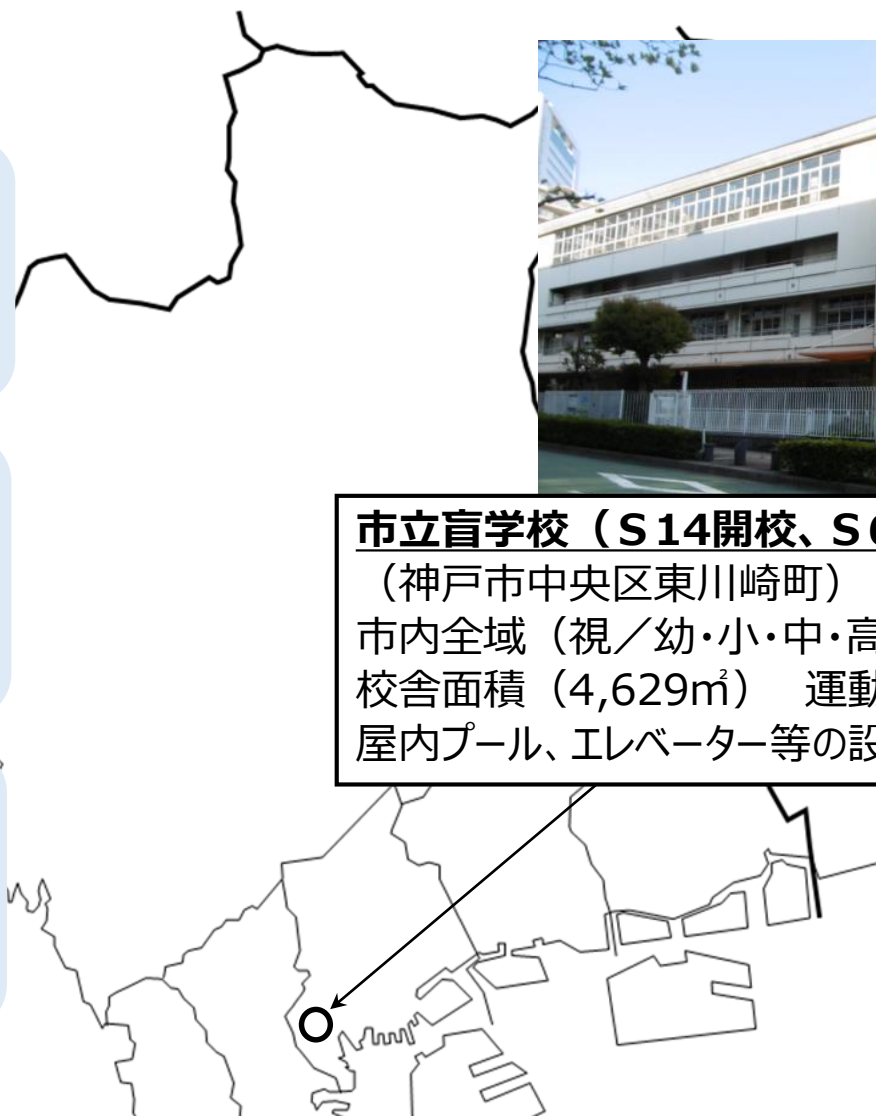 市立盲学校（Ｓ14開校、Ｓ
（神戸市中央区東川崎町）
市内全域（視／幼・小・中・高
校舎面積（4,629㎡）　運動
屋内プール、エレベーター等の設